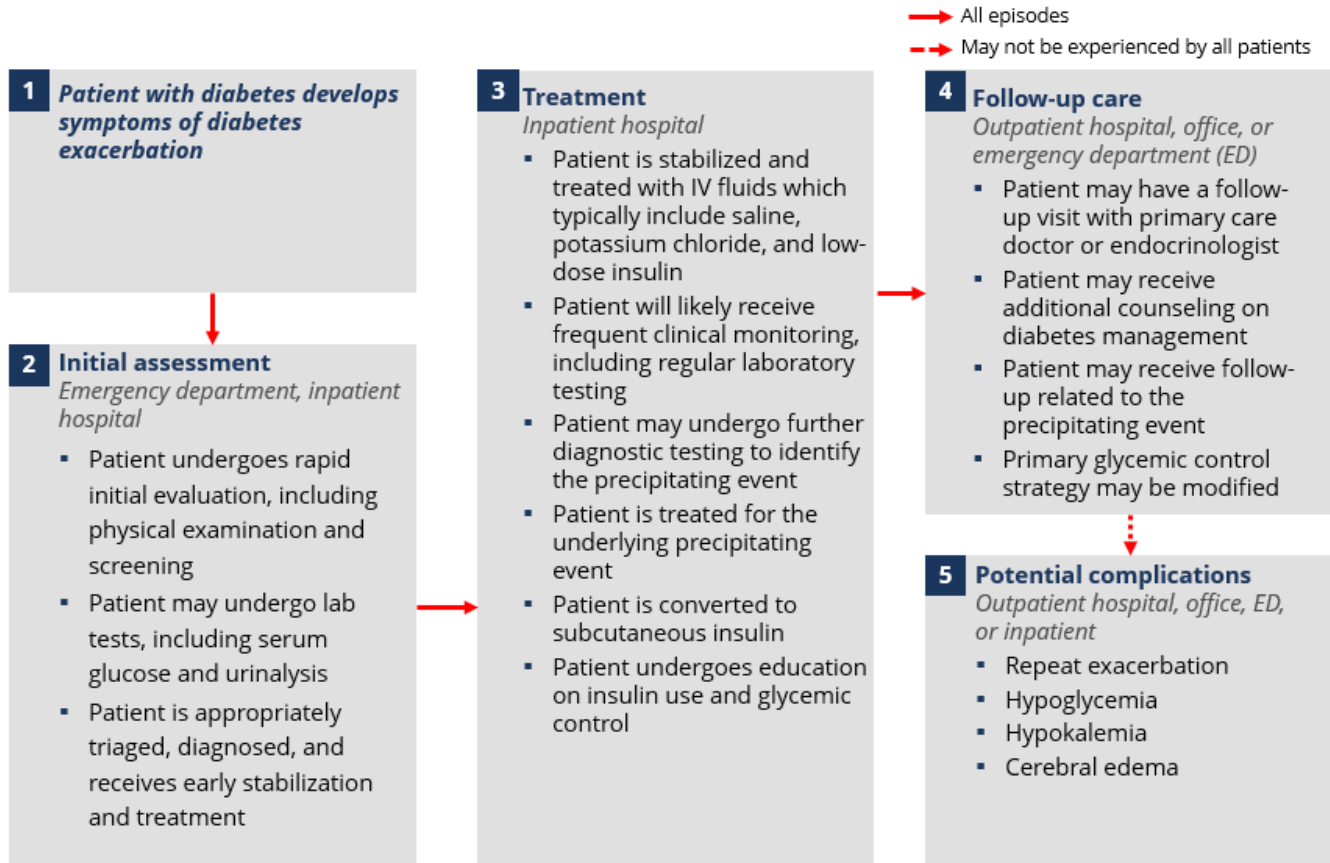 All episodes
May not be experienced by all patients
1
Patient with diabetes develops
symptoms of diabetes
exacerbation
2
Initial assessment
Emergency department, inpatient
hospital
▪ Patient undergoes rapid
initial evaluation, including
physical examination and
screening
▪ Patient may undergo lab
tests, including serum
glucose and urinalysis
▪ Patient is appropriately
triaged, diagnosed, and
receives early stabilization
and treatment
3
Treatment
Inpatient hospital
▪ Patient is stabilized and
treated with IV fluids which
typically include saline,
potassium chloride, and low-
dose insulin
▪ Patient will likely receive
frequent clinical monitoring,
including regular laboratory
testing
▪ Patient may undergo further
diagnostic testing to identify
the precipitating event
▪ Patient is treated for the
underlying precipitating
event
▪ Patient is converted to
subcutaneous insulin
▪ Patient undergoes education
on insulin use and glycemic
control
4
Follow-up care
Outpatient hospital, office, or
emergency department (ED)
▪ Patient may have a follow-
up visit with primary care
doctor or endocrinologist
▪ Patient may receive
additional counseling on
diabetes management
▪ Patient may receive follow-
up related to the
precipitating event
▪ Primary glycemic control
strategy may be modified
5
Potential complications
Outpatient hospital, office, ED,
or inpatient
▪ Repeat exacerbation
▪ Hypoglycemia
▪ Hypokalemia
▪ Cerebral edema